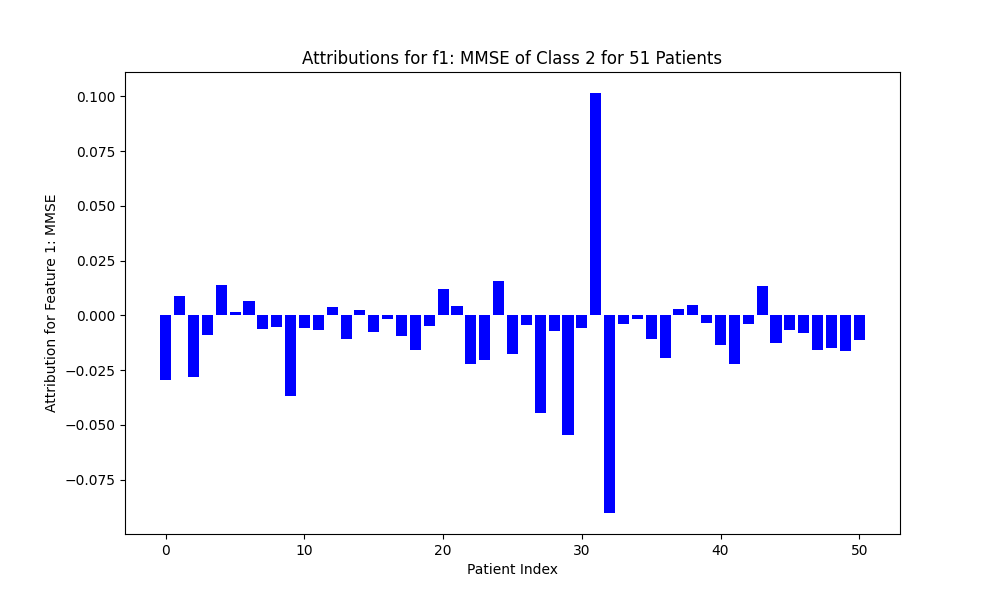 Attributions for f1: MMSE of Class 2 for 51 Patients
Attribution for Feature 1: MMSE
0.100
0.075
0.050
0.025
0.000
−0.025
−0.050
−0.075
0 10 20 30 40 50
Patient Index